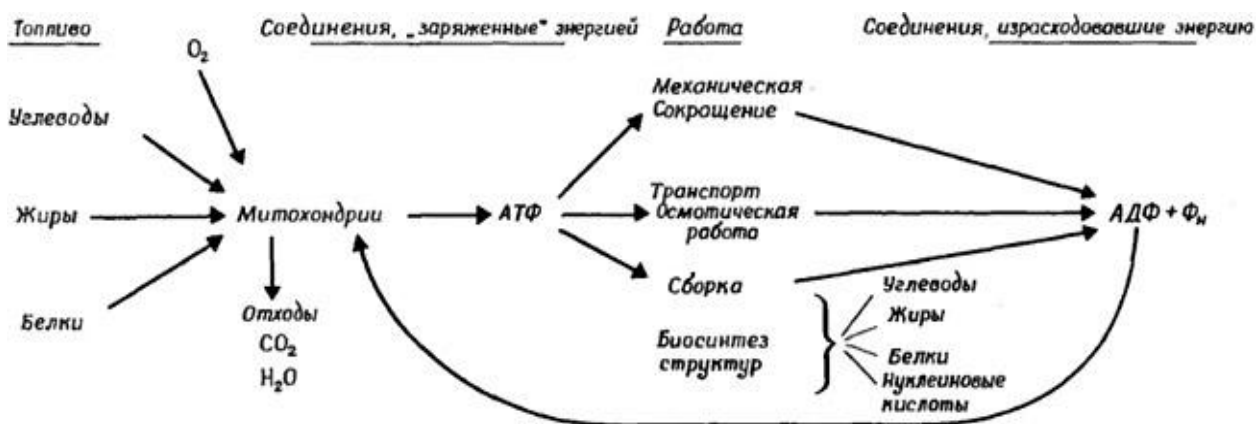 Топливо
Соединения, „заряженные" энергией
Работа
Соединения, израсходовавшие энергию
O₂
Углеводы
Жиры
Белки
Митохондрии
Отходы
CO₂
H₂O
АТФ
Механическая
Сокращение
Транспорт
Осмотическая
работа
Сборка
Биосинтез
структур
Углеводы
Жиры
Белки
Нуклеиновые
кислоты
АДФ + Фн